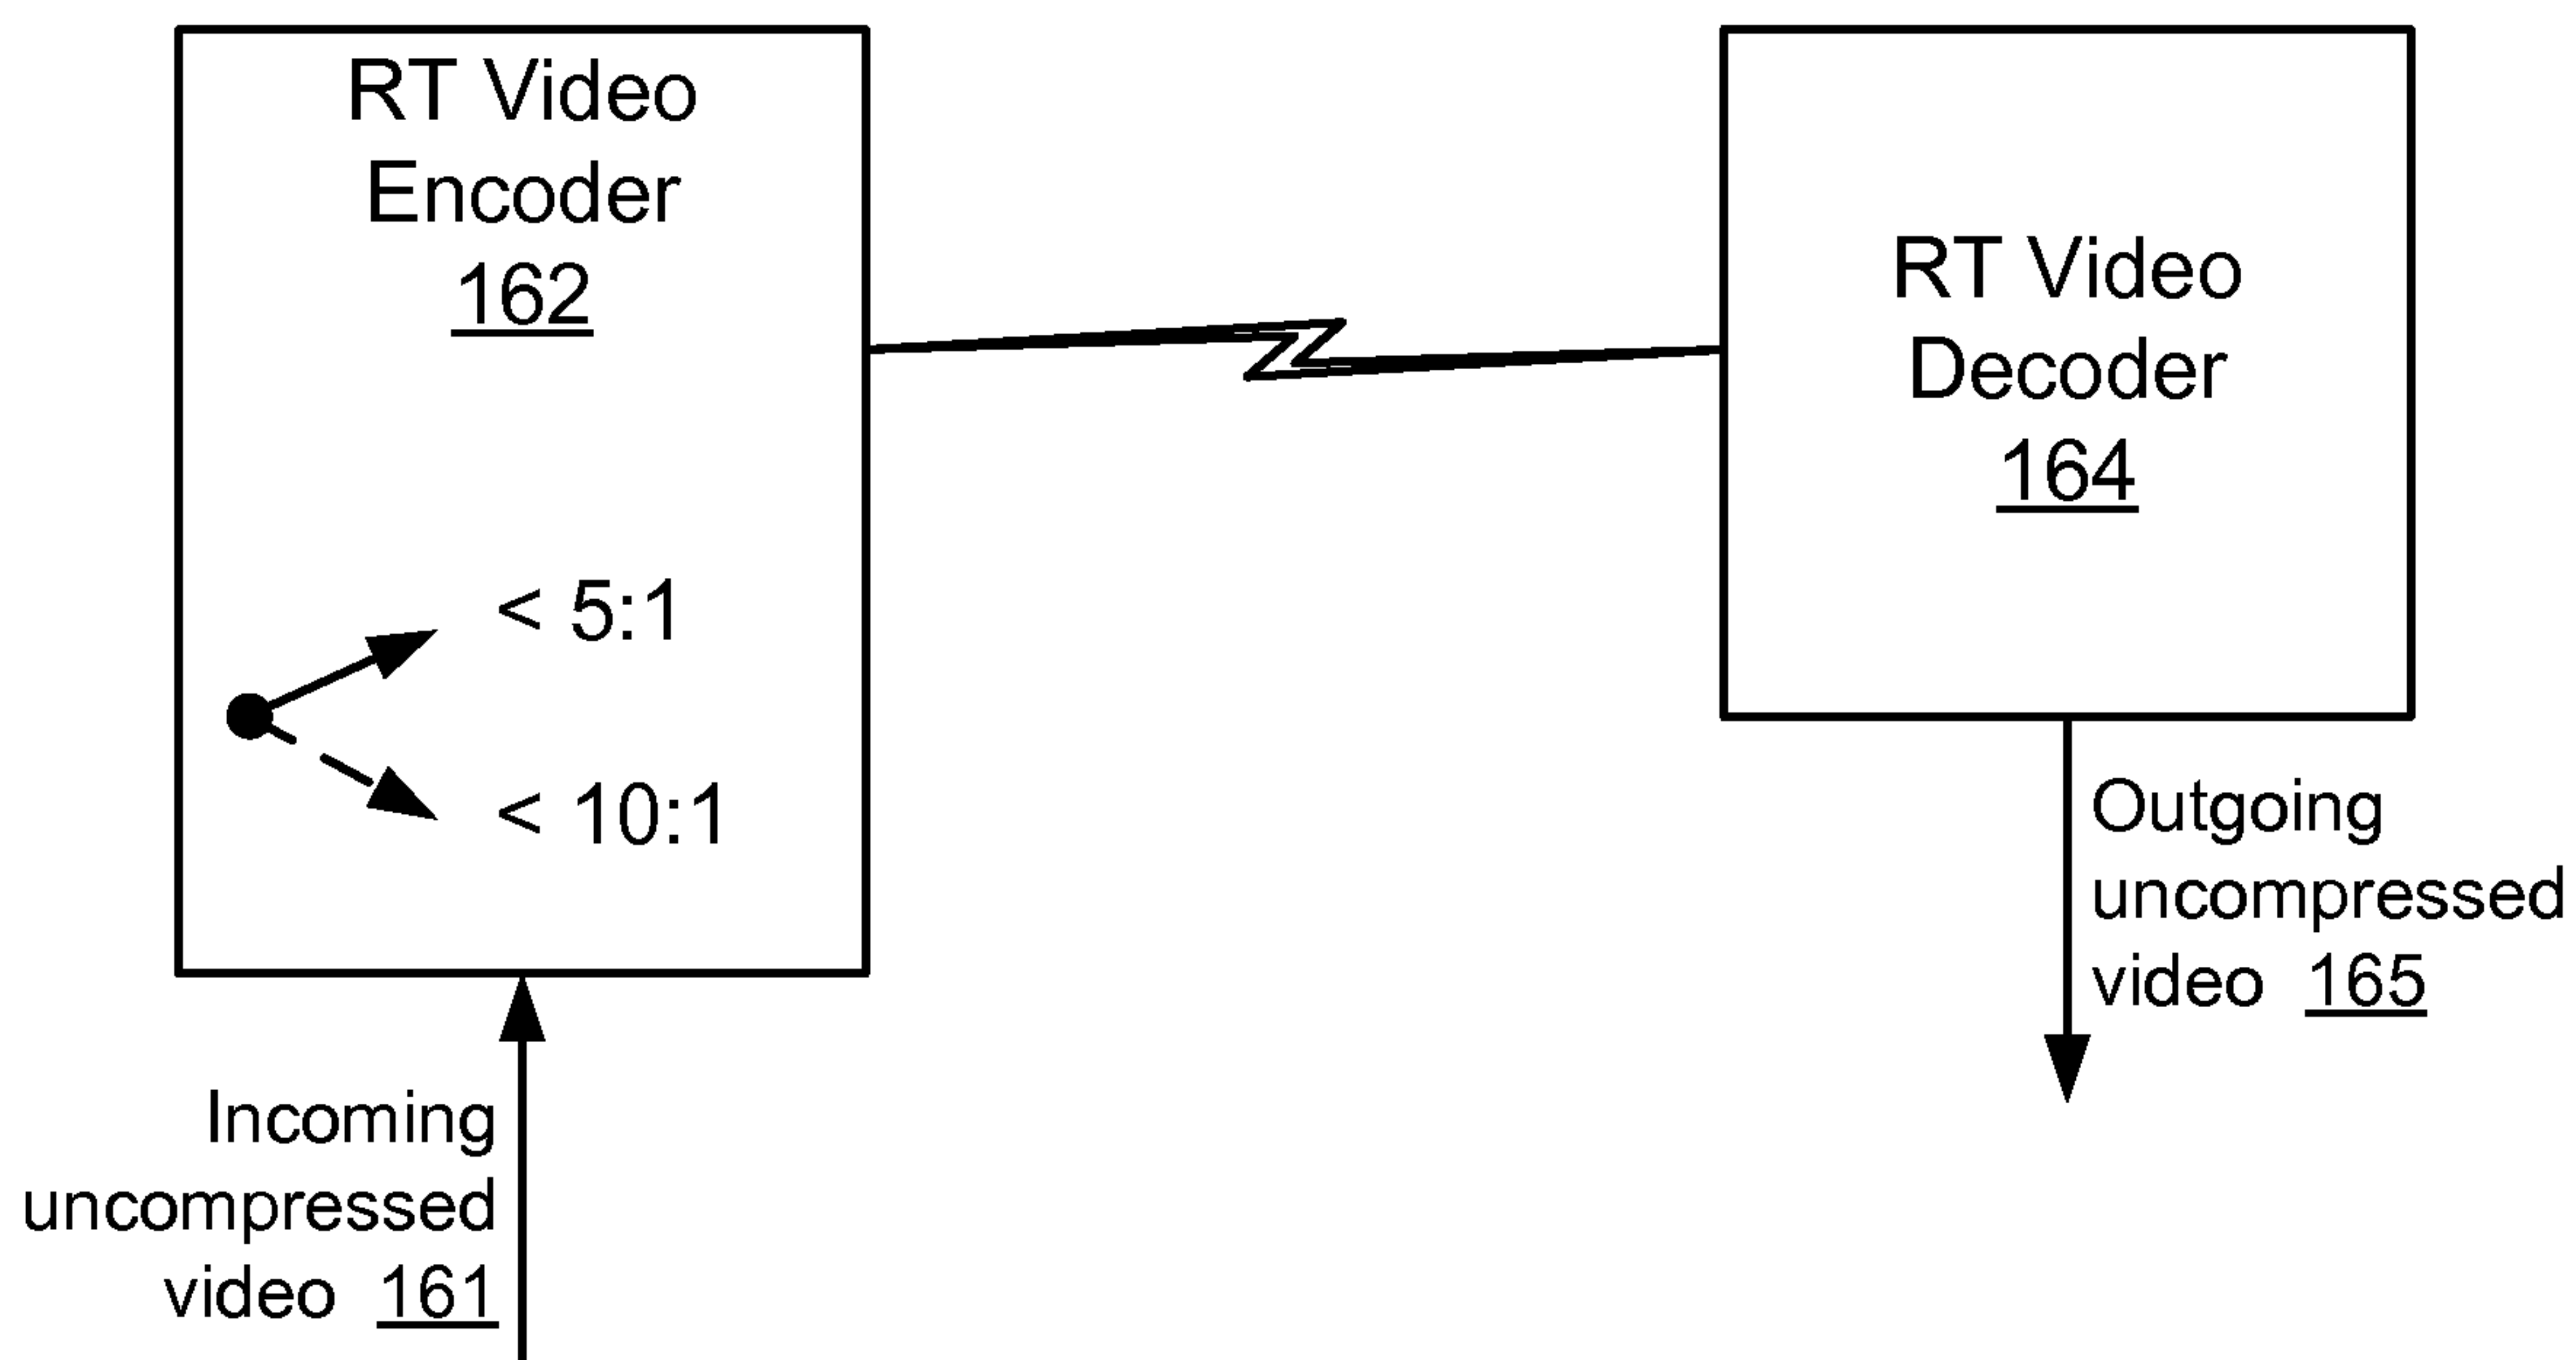 RT Video
Encoder
162
< 5:1
< 10:1
Incoming
uncompressed
video 161
RT Video
Decoder
164
Outgoing
uncompressed
video 165